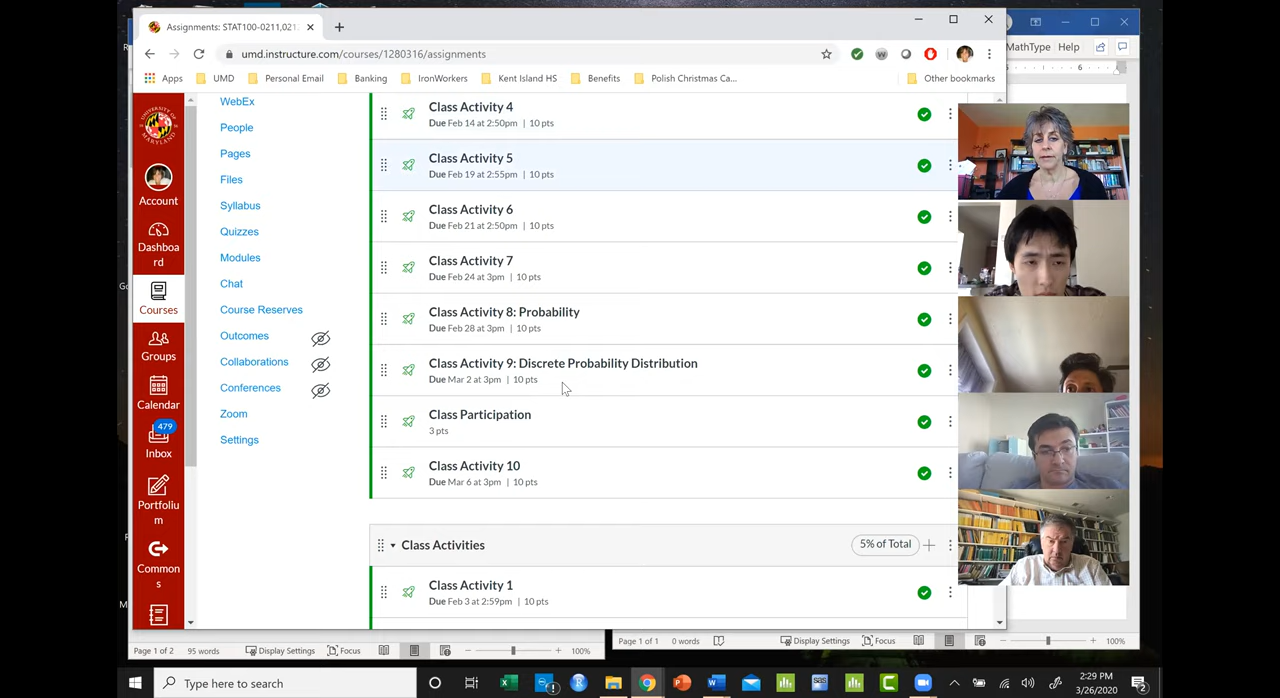 Assignments: STAT100-0211,021
umd.instructure.com/courses/1280316/assignments
Apps
UMD
Personal Email
Banking
IronWorkers
Kent Island HS
Benefits
Polish Christmas Ca...
Other bookmarks
MathType
Help
6
UNIVERSITY OF
MARYLAND
Account
Dashboa
rd
Courses
Groups
Calendar
479
Inbox
Portfoliu
m
Common
s
WebEx
People
Pages
Files
Syllabus
Quizzes
Modules
Chat
Course Reserves
Outcomes
Collaborations
Conferences
Zoom
Settings
Class Activity 4
Due Feb 14 at 2:50pm | 10 pts
Class Activity 5
Due Feb 19 at 2:55pm | 10 pts
Class Activity 6
Due Feb 21 at 2:50pm | 10 pts
Class Activity 7
Due Feb 24 at 3pm | 10 pts
Class Activity 8: Probability
Due Feb 28 at 3pm | 10 pts
Class Activity 9: Discrete Probability Distribution
Due Mar 2 at 3pm | 10 pts
Class Participation
3 pts
Class Activity 10
Due Mar 6 at 3pm | 10 pts
Class Activities
5% of Total
Class Activity 1
Due Feb 3 at 2:59pm | 10 pts
Page 1 of 2
95 words
Display Settings
Focus
100%
Page 1 of 1
0 words
Display Settings
Focus
100%
Type here to search
2:29 PM
3/26/2020
2